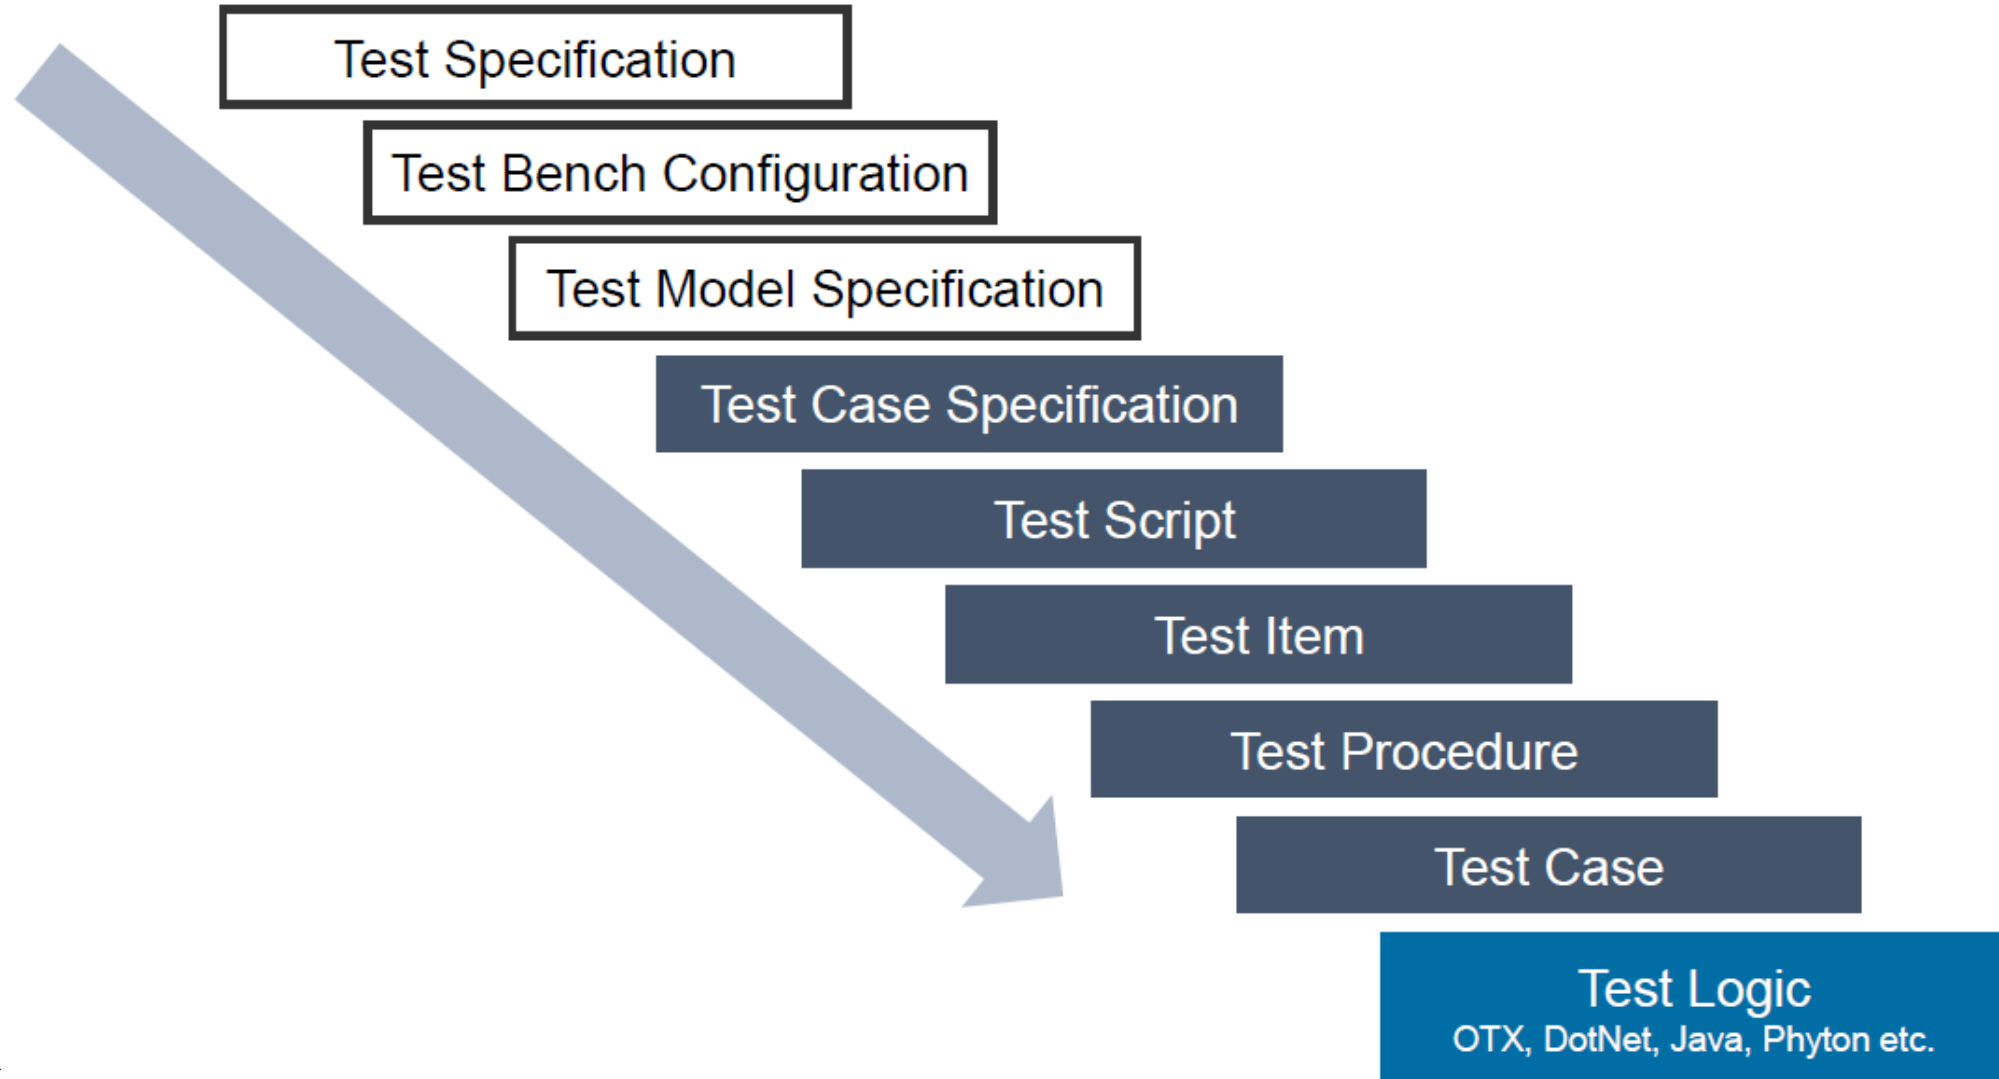 Test Specification
Test Bench Configuration
Test Model Specification
Test Case Specification
Test Script
Test Item
Test Procedure
Test Case
Test Logic
OTX, DotNet, Java, Phyton etc.